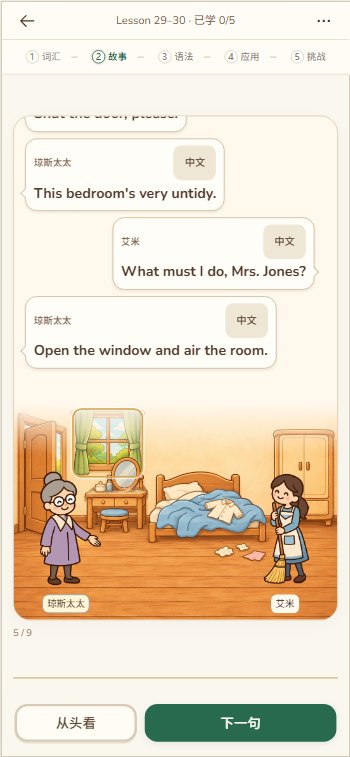 Lesson 29–30 · 已学 0/5
1 词汇 – 2 故事 – 3 语法 – 4 应用 – 5 挑战
Shut the door, please.
琼斯太太 中文
This bedroom's very untidy.
艾米 中文
What must I do, Mrs. Jones?
琼斯太太 中文
Open the window and air the room.
琼斯太太 艾米
5 / 9
从头看 下一句